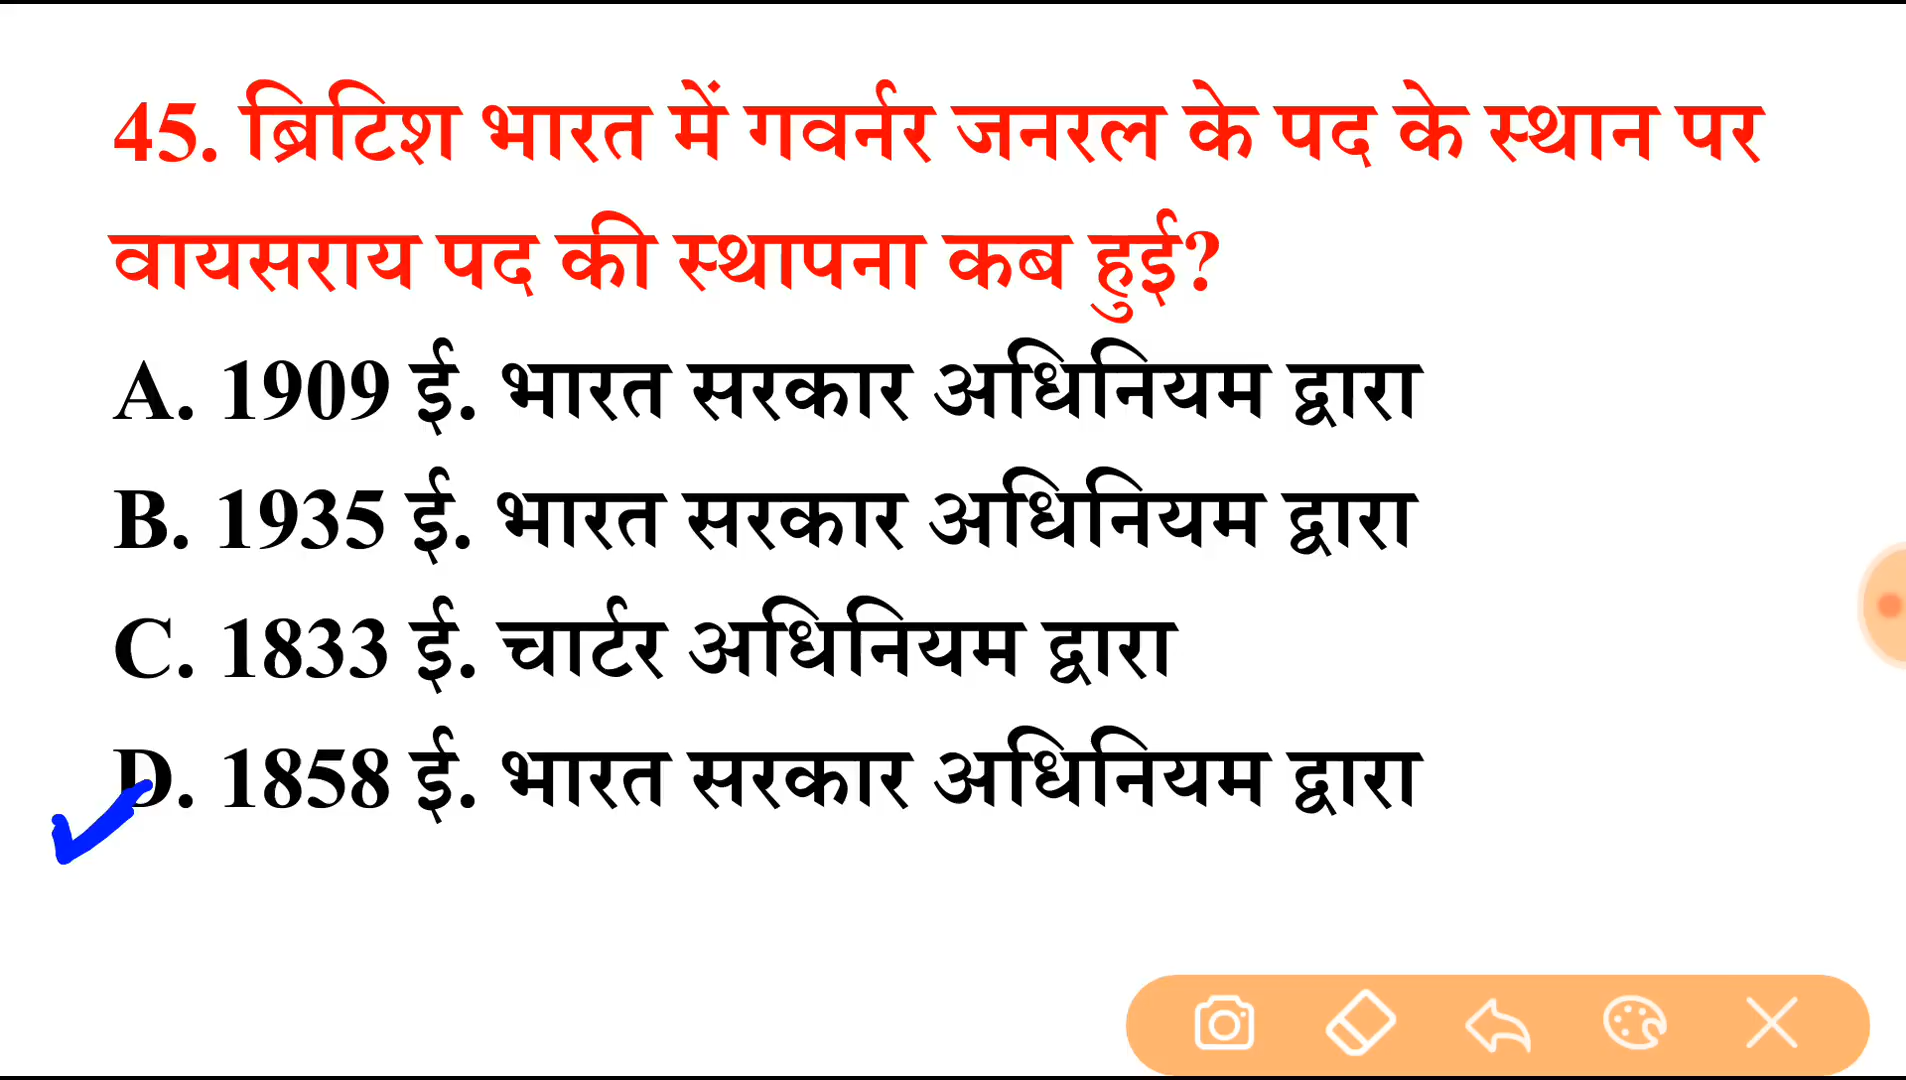 45. ब्रिटिश भारत में गवर्नर जनरल के पद के स्थान पर
वायसराय पद की स्थापना कब हुई?
A. 1909 ई. भारत सरकार अधिनियम द्वारा
B. 1935 ई. भारत सरकार अधिनियम द्वारा
C. 1833 ई. चार्टर अधिनियम द्वारा
D. 1858 ई. भारत सरकार अधिनियम द्वारा